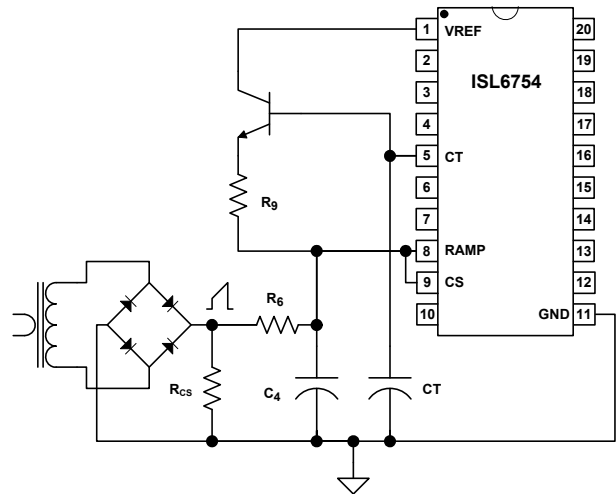 1 VREF 20
ISL6754
2 19
3 18
4 17
5 CT 16
6 15
R9
7 14
8 RAMP 13
9 CS 12
R6
10 GND 11
RCS
C4
CT